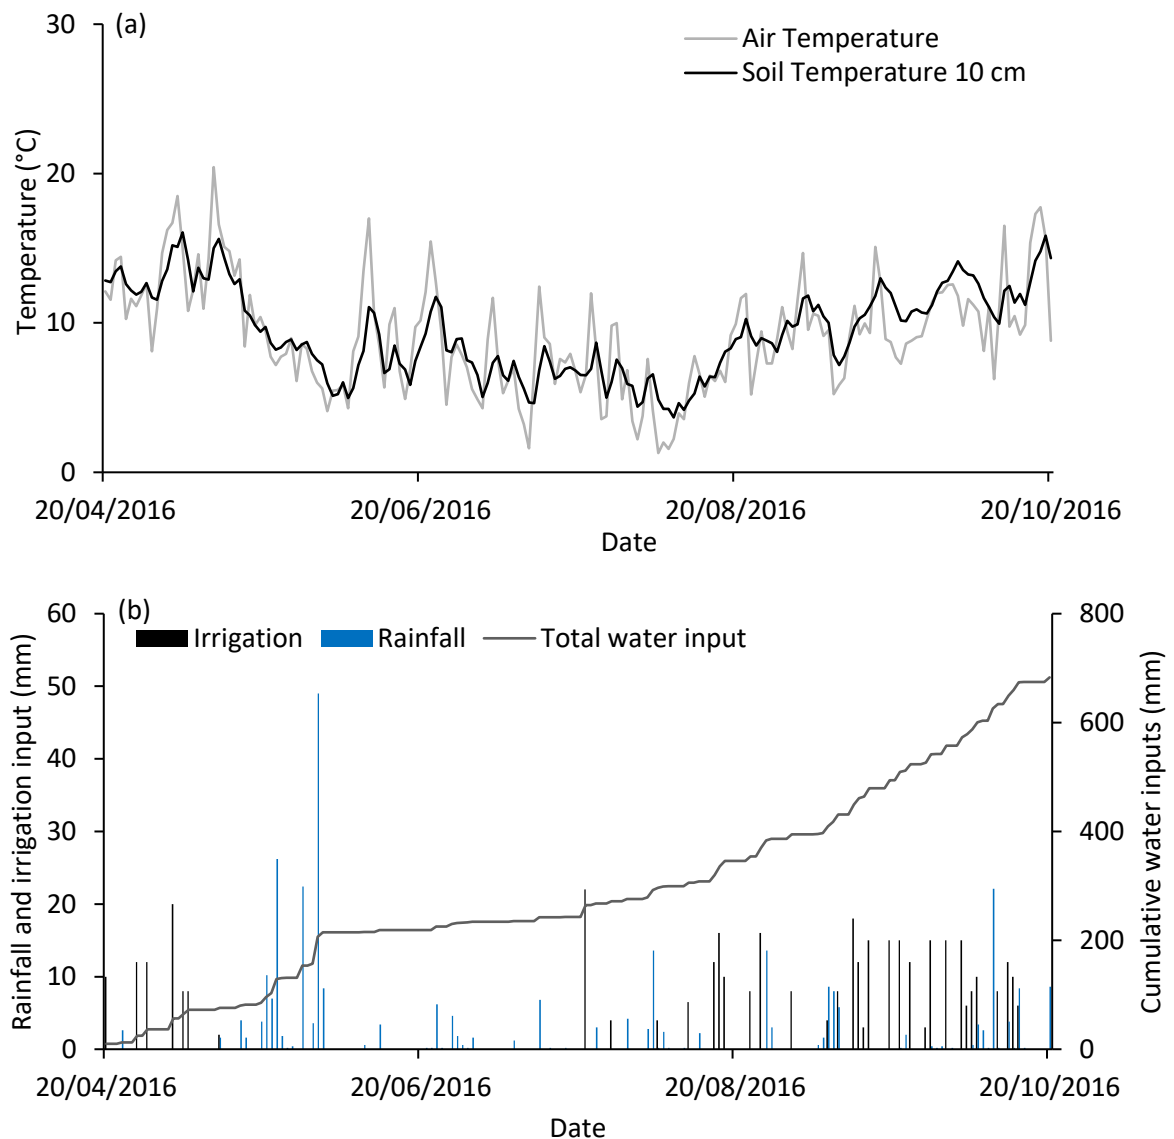 (a)
Air Temperature
Soil Temperature 10 cm
Temperature (°C)
30
20
10
0
20/04/2016 20/06/2016 20/08/2016 20/10/2016
Date
(b)
Irrigation Rainfall Total water input
Rainfall and irrigation input (mm)
60
50
40
30
20
10
0
Cumulative water inputs (mm)
800
600
400
200
0
20/04/2016 20/06/2016 20/08/2016 20/10/2016
Date